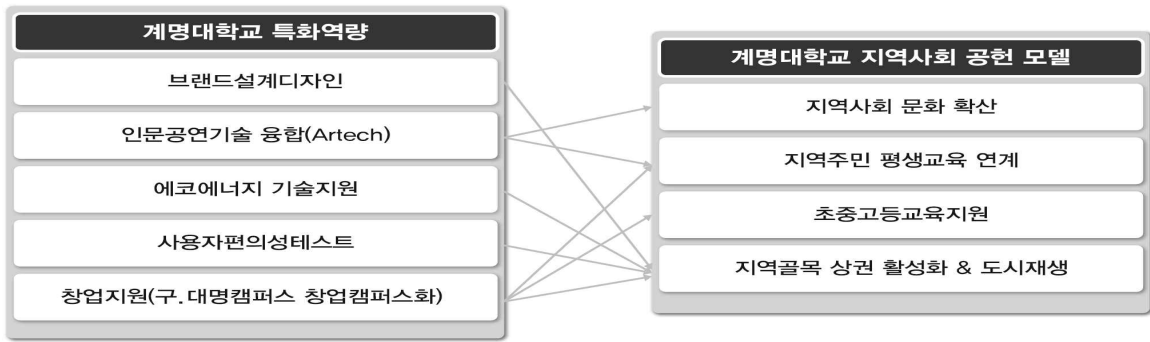 계명대학교 특화역량
브랜드설계디자인
인문공연기술 융합(Artech)
에코에너지 기술지원
사용자편의성테스트
창업지원(구.대명캠퍼스 창업캠퍼스화)
계명대학교 지역사회 공헌 모델
지역사회 문화 확산
지역주민 평생교육 연계
초중고등교육지원
지역골목 상권 활성화 & 도시재생